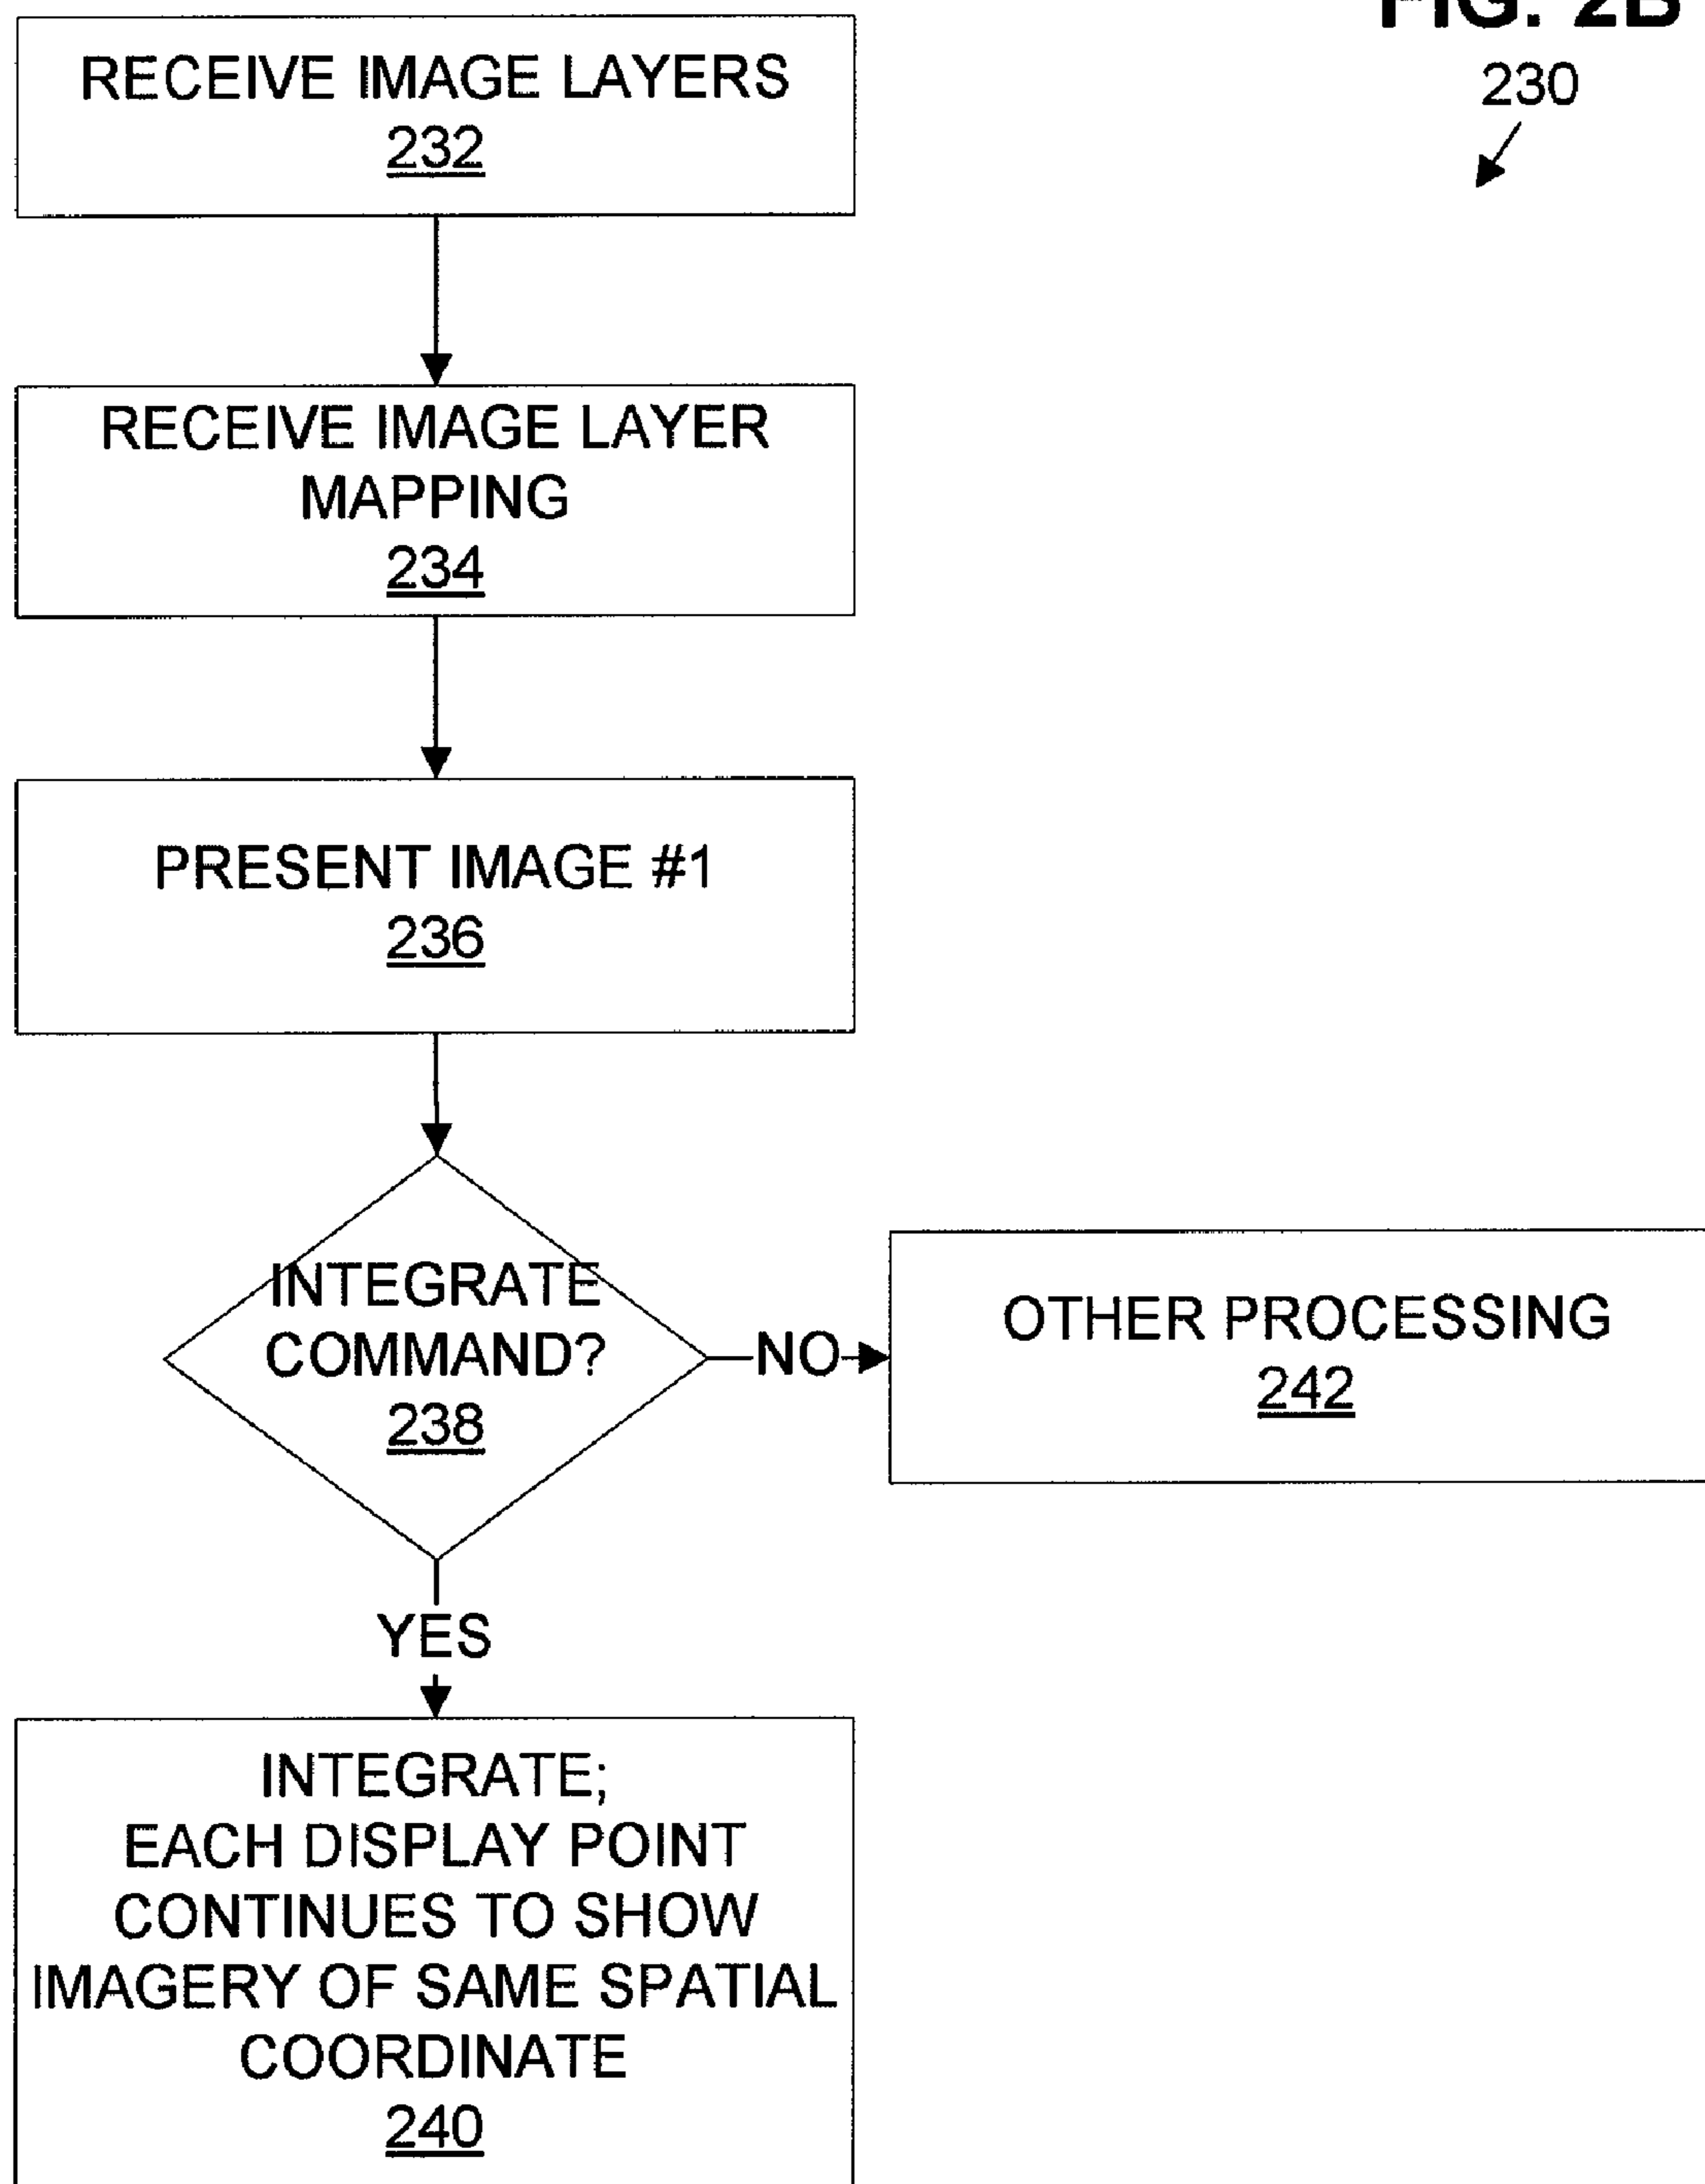 FIG. 2B
230
RECEIVE IMAGE LAYERS
232
RECEIVE IMAGE LAYER
MAPPING
234
PRESENT IMAGE #1
236
INTEGRATE
COMMAND?
238
NO
OTHER PROCESSING
242
YES
INTEGRATE;
EACH DISPLAY POINT
CONTINUES TO SHOW
IMAGERY OF SAME SPATIAL
COORDINATE
240